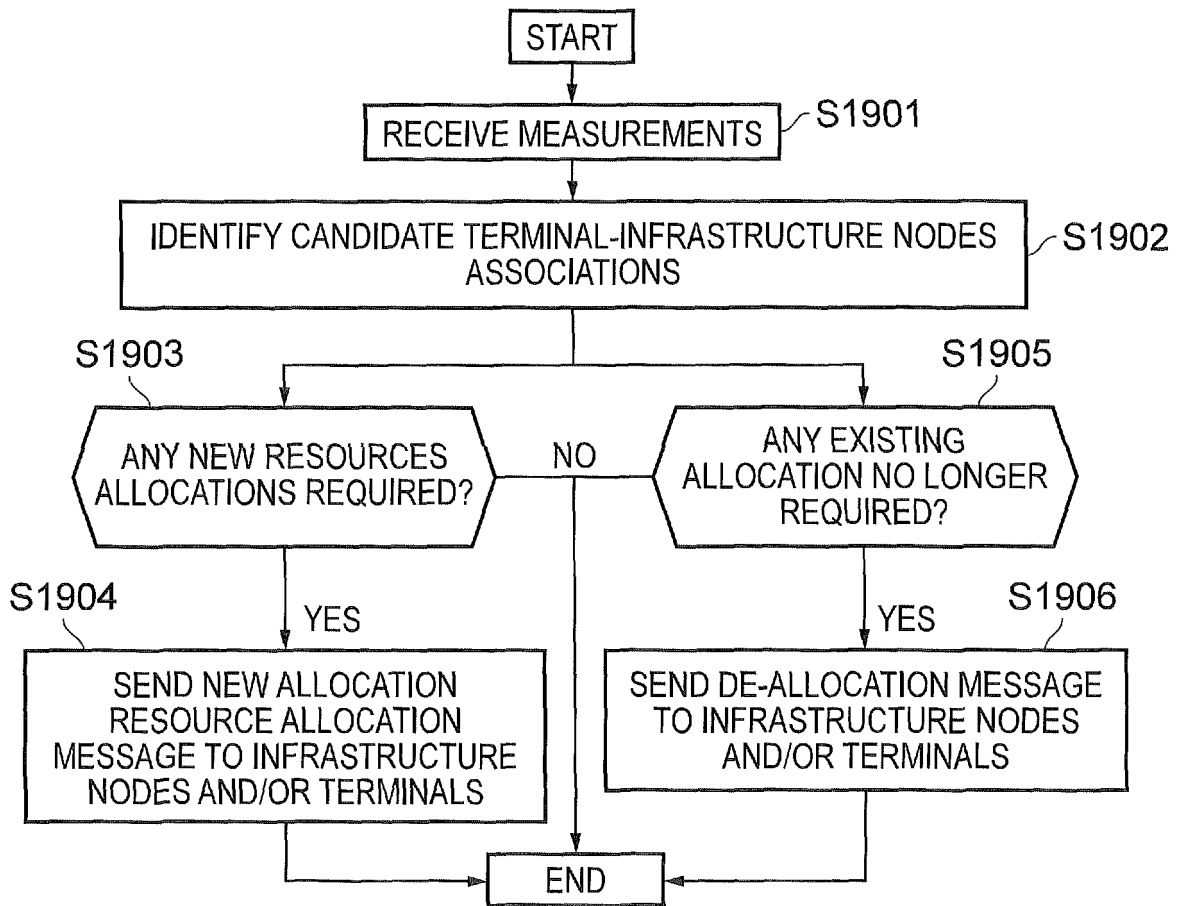 START
RECEIVE MEASUREMENTS
S1901
IDENTIFY CANDIDATE TERMINAL-INFRASTRUCTURE NODES
ASSOCIATIONS
S1902
S1903
ANY NEW RESOURCES
ALLOCATIONS REQUIRED?
NO
S1905
ANY EXISTING
ALLOCATION NO LONGER
REQUIRED?
S1904
YES
SEND NEW ALLOCATION
RESOURCE ALLOCATION
MESSAGE TO INFRASTRUCTURE
NODES AND/OR TERMINALS
S1906
YES
SEND DE-ALLOCATION MESSAGE
TO INFRASTRUCTURE NODES
AND/OR TERMINALS
END